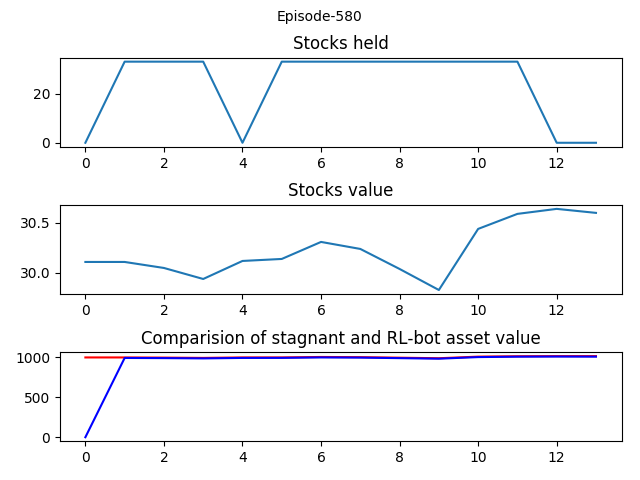 Episode-580
Stocks held
20
0
0 2 4 6 8 10 12
Stocks value
30.5
30.0
0 2 4 6 8 10 12
Comparision of stagnant and RL-bot asset value
1000
500
0
0 2 4 6 8 10 12